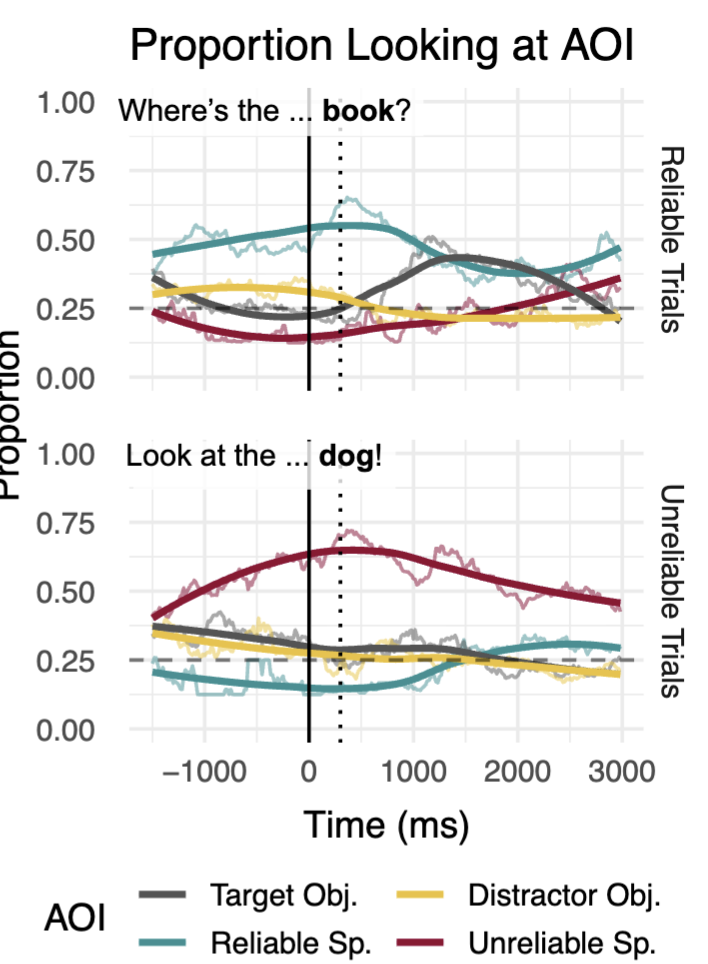 Proportion Looking at AOI
Where's the ... book?
1.00
0.75
0.50
0.25
0.00
Reliable Trials
Proportion
Look at the ... dog!
1.00
0.75
0.50
0.25
0.00
Unreliable Trials
−1000 0 1000 2000 3000
Time (ms)
AOI
Target Obj. Distractor Obj.
Reliable Sp. Unreliable Sp.